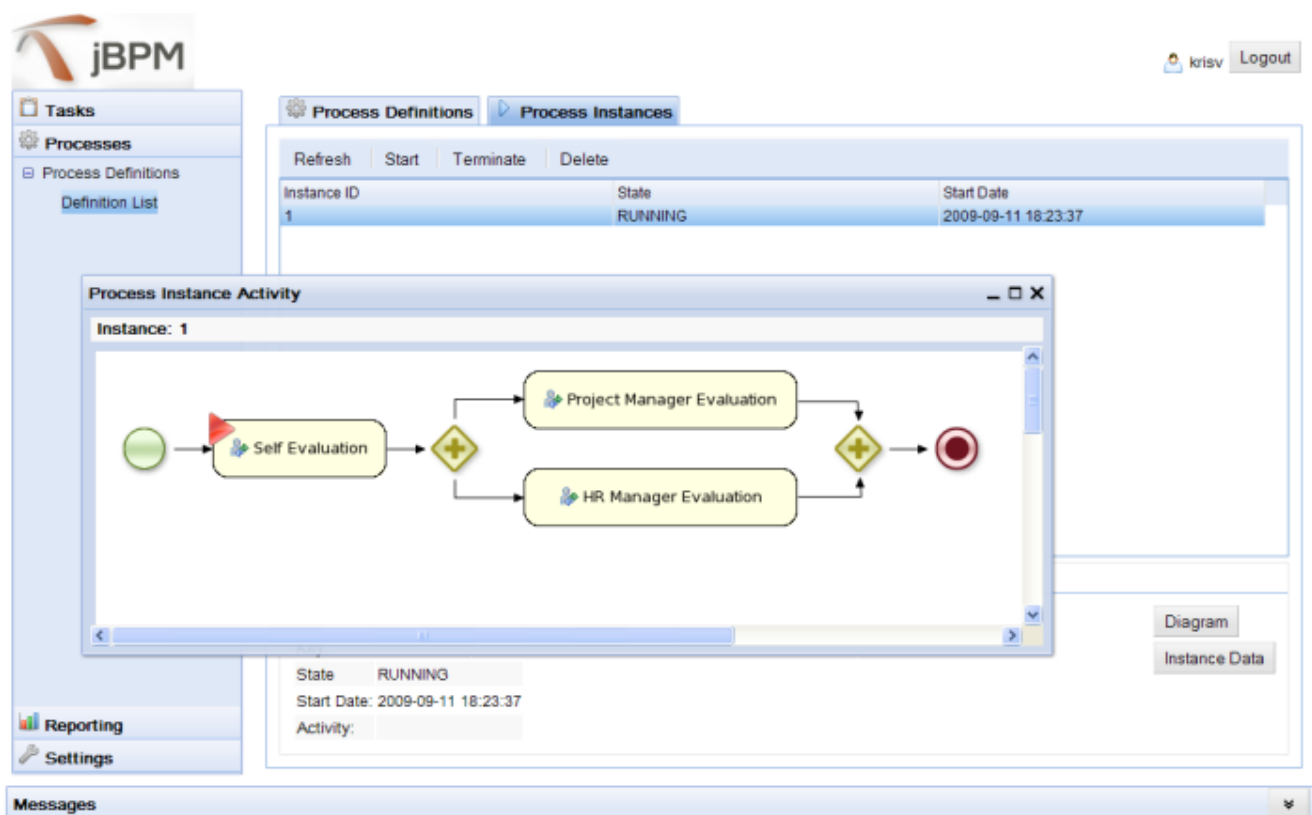 jBPM
krisv Logout
Tasks
Processes
Process Definitions
Definition List
Reporting
Settings
Process Definitions Process Instances
Refresh Start Terminate Delete
Instance ID State Start Date
1 RUNNING 2009-09-11 18:23:37
Process Instance Activity
Instance: 1
Self Evaluation
Project Manager Evaluation
HR Manager Evaluation
Diagram
Instance Data
State RUNNING
Start Date: 2009-09-11 18:23:37
Activity:
Messages